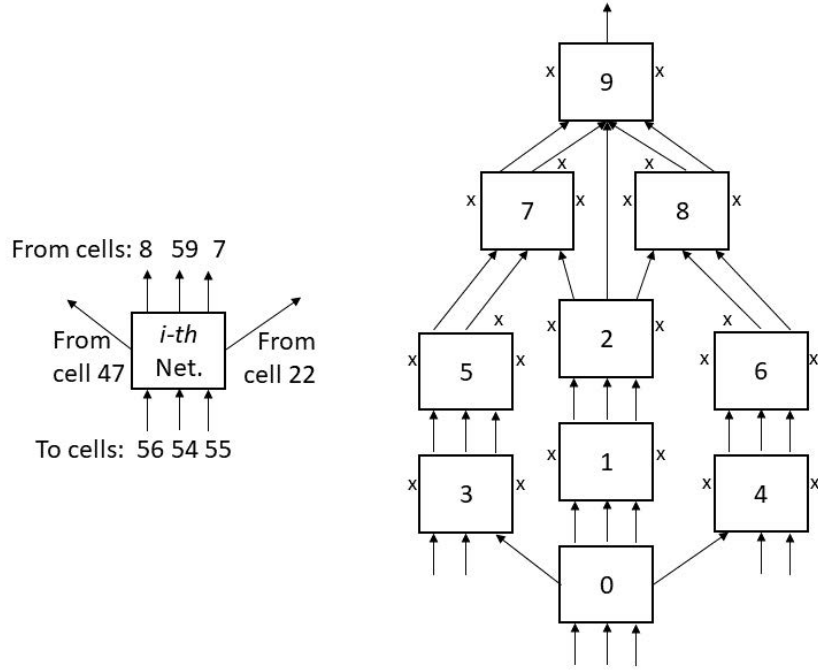 From cells: 8 59 7
From cell 47
i-th Net.
From cell 22
To cells: 56 54 55
x 9 x
x x
x 7 x x 8 x
x x
x 5 x 2 x x 6 x
x 3 x x 1 x x 4 x
0